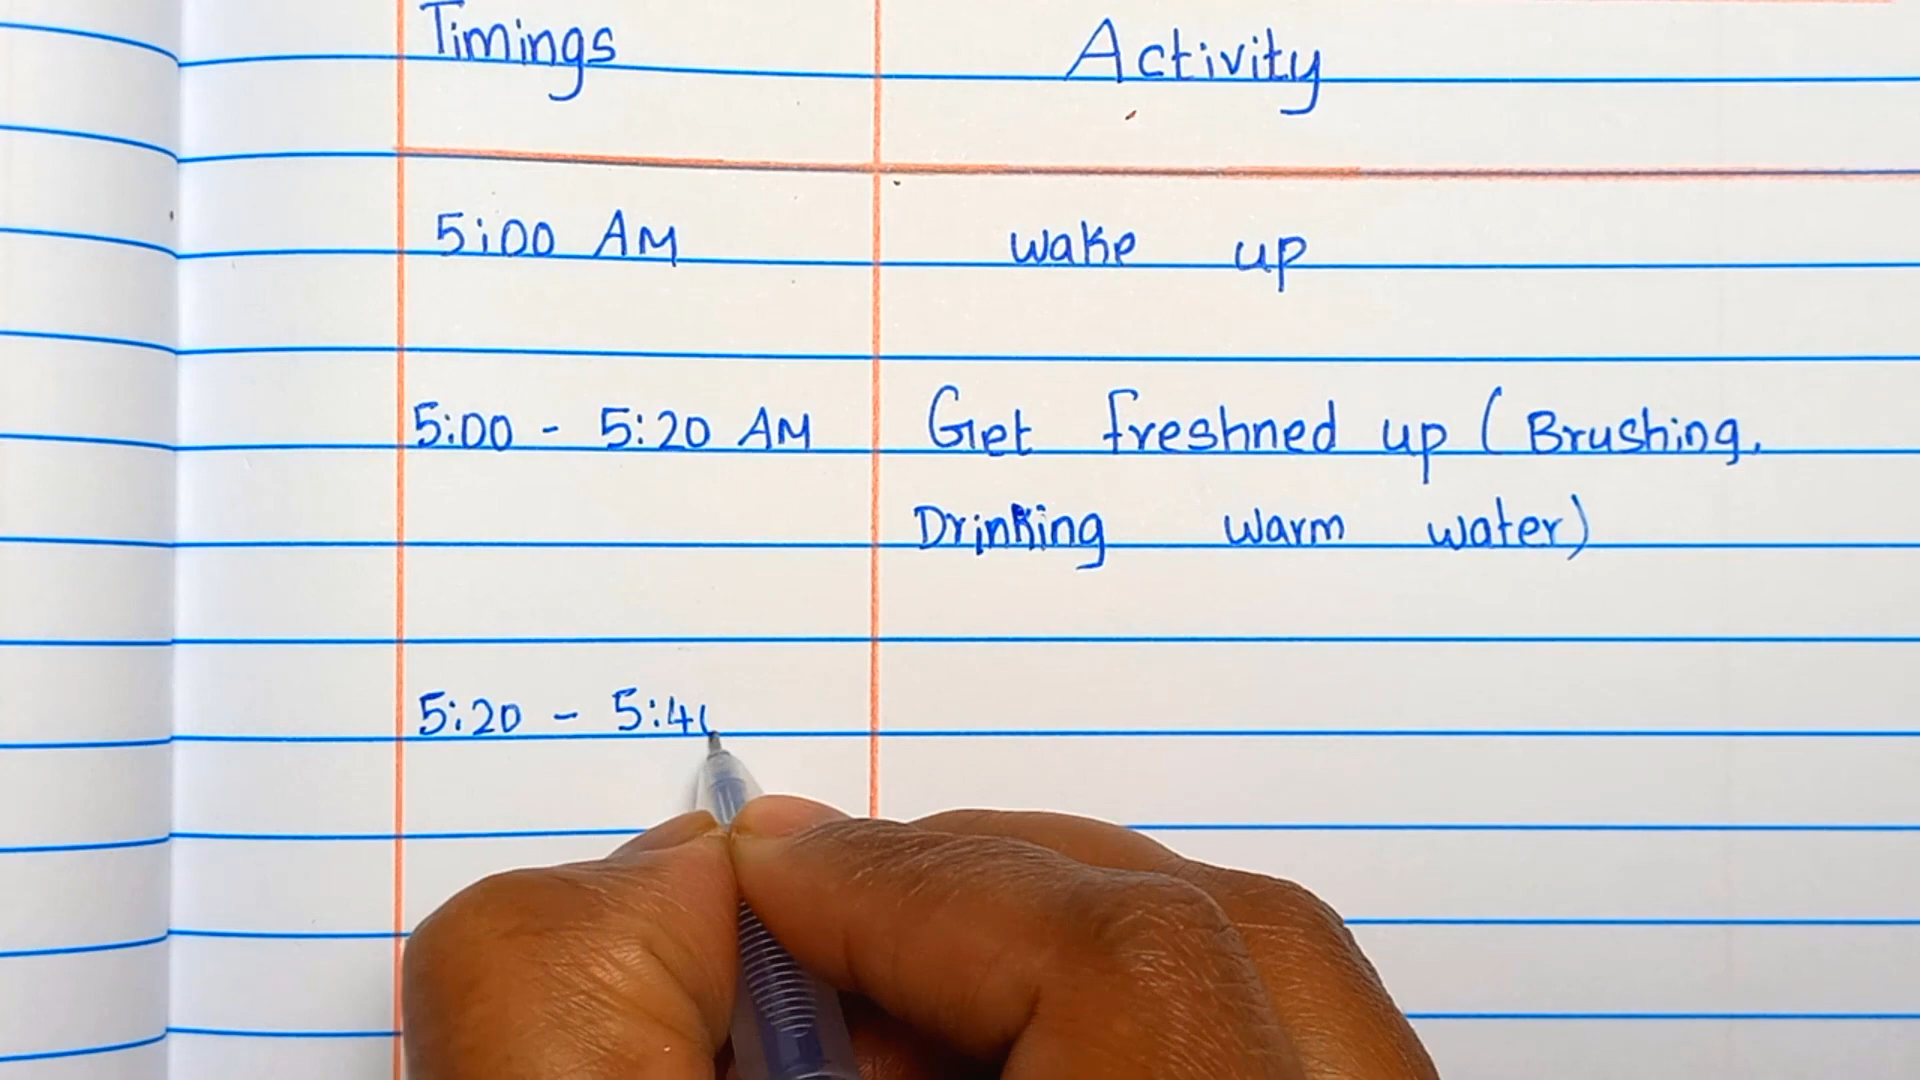 Timings Activity
5:00 AM wake up
5:00 - 5:20 AM Get freshned up (Brushing,
Drinking warm water)
5:20 - 5:4